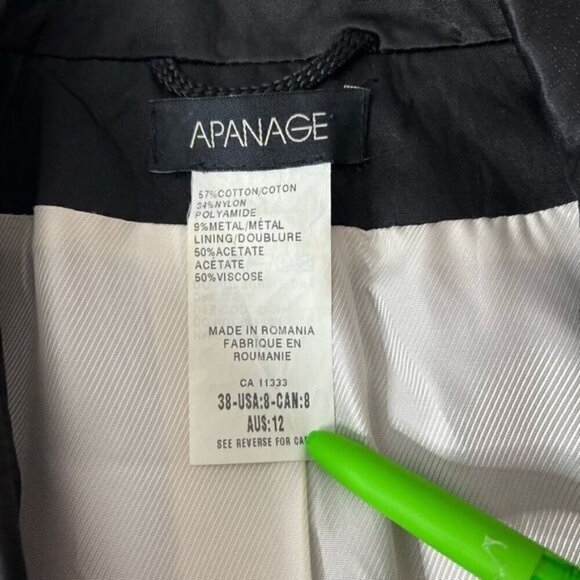 APANAGE
57%COTTON/COTON
34%NYLON
POLYAMIDE
9%METAL/MÉTAL
LINING/DOUBLURE
50%ACETATE
ACÉTATE
50%VISCOSE
MADE IN ROMANIA
FABRIQUE EN
ROUMANIE
CA 11333
38-USA:8-CAN:8
AUS:12
SEE REVERSE FOR